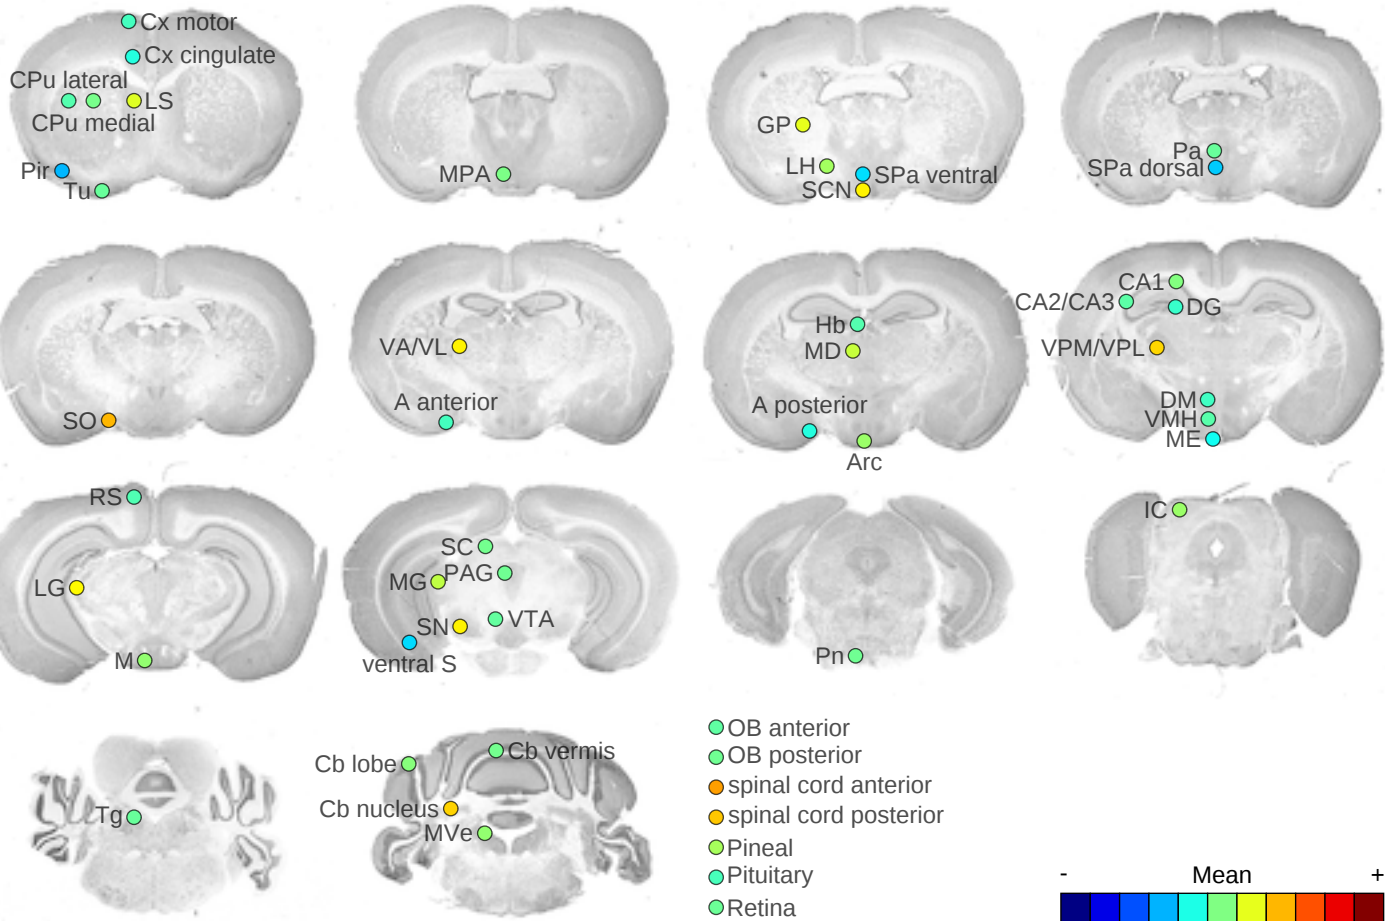 Cx motor
Cx cingulate
CPu lateral
LS
CPu medial
Pir
Tu
MPA
GP
LH
SPa ventral
SCN
Pa
SPa dorsal
SO
VA/VL
A anterior
Hb
MD
A posterior
Arc
CA1
CA2/CA3
DG
VPM/VPL
DM
VMH
ME
RS
LG
M
SC
PAG
MG
VTA
SN
ventral S
Pn
IC
Tg
Cb vermis
Cb lobe
Cb nucleus
MVe
OB anterior
OB posterior
spinal cord anterior
spinal cord posterior
Pineal
Pituitary
Retina
- Mean +